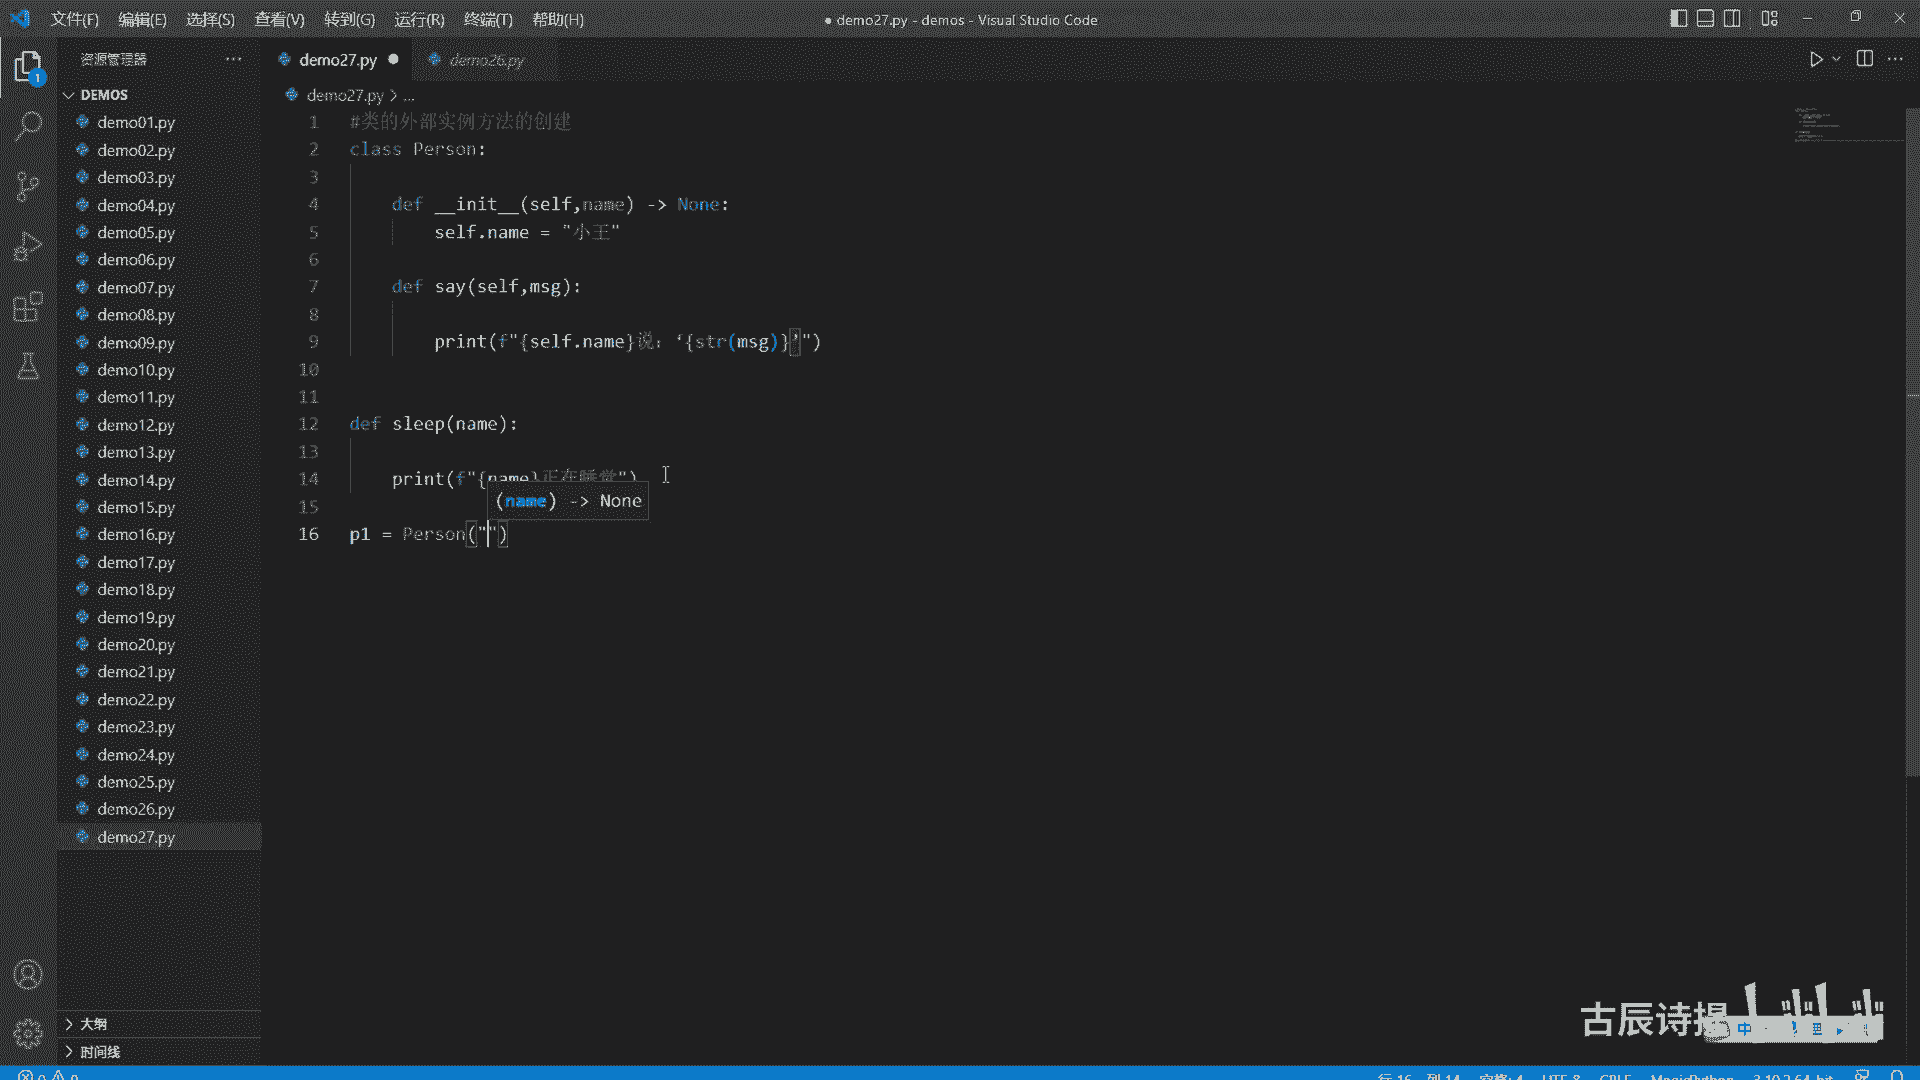 文件(F) 编辑(E) 选择(S) 查看(V) 转到(G) 运行(R) 终端(T) 帮助(H)
● demo27.py - demos - Visual Studio Code
资源管理器
1
DEMOS
demo01.py
demo02.py
demo03.py
demo04.py
demo05.py
demo06.py
demo07.py
demo08.py
demo09.py
demo10.py
demo11.py
demo12.py
demo13.py
demo14.py
demo15.py
demo16.py
demo17.py
demo18.py
demo19.py
demo20.py
demo21.py
demo22.py
demo23.py
demo24.py
demo25.py
demo26.py
demo27.py
大纲
时间线
demo27.py demo26.py
demo27.py > ...
1 #类的外部实例方法的创建
2 class Person:
3
4 def __init__(self,name) -> None:
5 self.name = "小王"
6
7 def say(self,msg):
8
9 print(f"{self.name}说：‘{str(msg)}’")
10
11
12 def sleep(name):
13
14 print(f"{name}正在睡觉")
15
(name) -> None
16 p1 = Person("")
古辰诗提
中
行 16, 列 14 空格: 4 UTF-8 CRLF MagicPython 3.10.2 64-bit